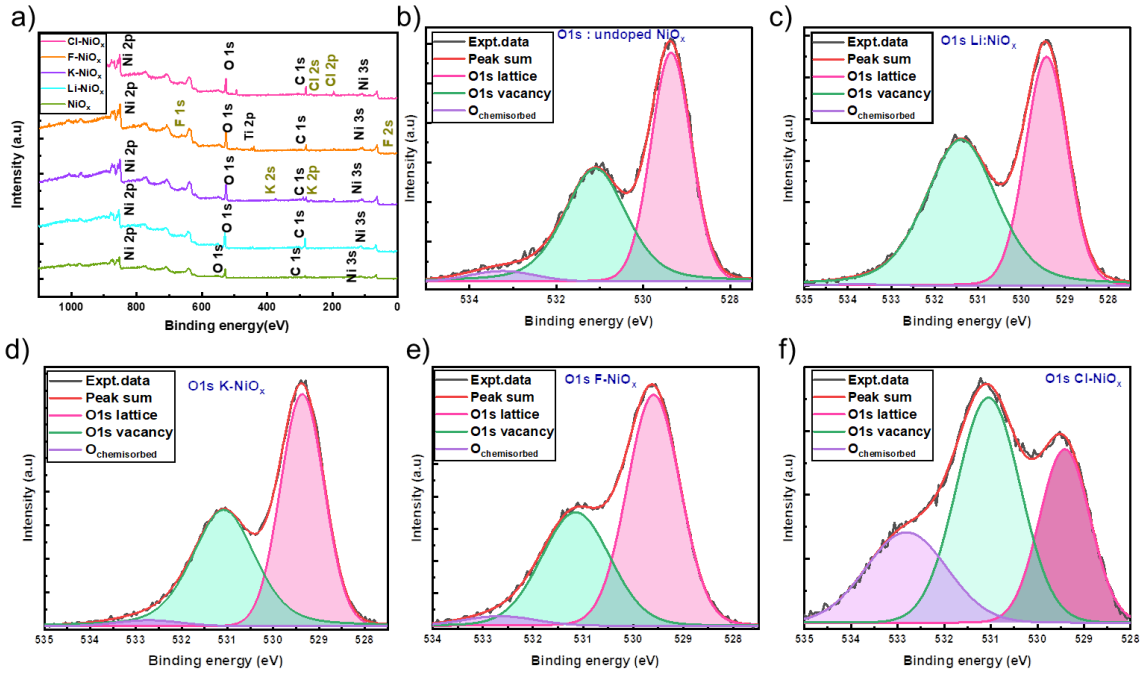 a)
Cl-NiOx
F-NiOx
K-NiOx
Li-NiOx
NiOx
Ni 2p
O 1s
C 1s
Cl 2s
Cl 2p
Ni 3s
Ni 2p
F 1s
O 1s
Ti 2p
C 1s
Ni 3s
F 2s
Ni 2p
O 1s
K 2s
C 1s
K 2p
Ni 3s
Ni 2p
O 1s
C 1s
Ni 3s
Ni 2p
O 1s
C 1s
Ni 3s
Intensity (a.u)
1000 800 600 400 200 0
Binding energy(eV)
b)
O1s : undoped NiOx
Expt.data
Peak sum
O1s lattice
O1s vacancy
Ochemisorbed
Intensity (a.u)
534 533 532 531 530 529 528
Binding energy (eV)
c)
O1s Li:NiOx
Expt.data
Peak sum
O1s lattice
O1s vacancy
Ochemisorbed
Intensity (a.u)
535 534 533 532 531 530 529 528
Binding energy (eV)
d)
O1s K-NiOx
Expt.data
Peak sum
O1s lattice
O1s vacancy
Ochemisorbed
Intensity (a.u)
535 534 533 532 531 530 529 528
Binding energy (eV)
e)
O1s F-NiOx
Expt.data
Peak sum
O1s lattice
O1s vacancy
Ochemisorbed
Intensity (a.u)
534 533 532 531 530 529 528
Binding energy (eV)
f)
O1s Cl-NiOx
Expt.data
Peak sum
O1s lattice
O1s vacancy
Ochemisorbed
Intensity (a.u)
535 534 533 532 531 530 529 528
Binding energy (eV)